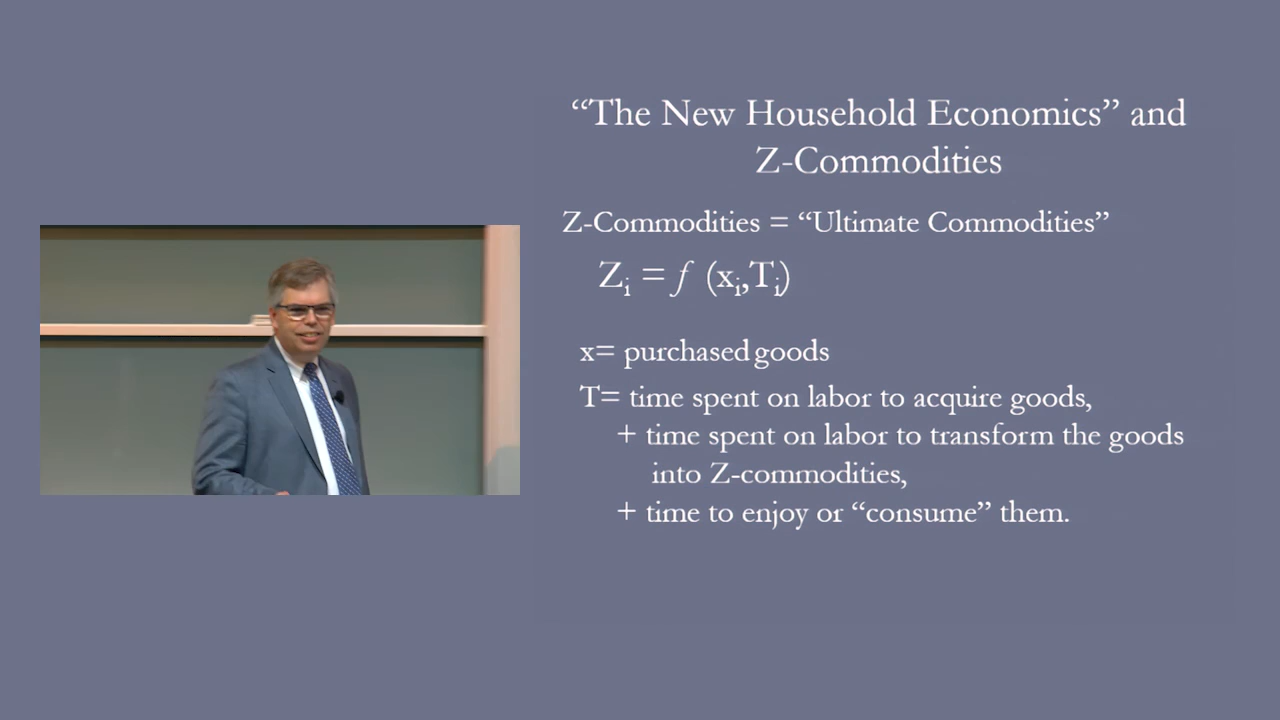 “The New Household Economics” and
Z-Commodities
Z-Commodities = “Ultimate Commodities”
Zᵢ = f (xᵢ,Tᵢ)
x= purchased goods
T= time spent on labor to acquire goods,
+ time spent on labor to transform the goods
into Z-commodities,
+ time to enjoy or “consume” them.